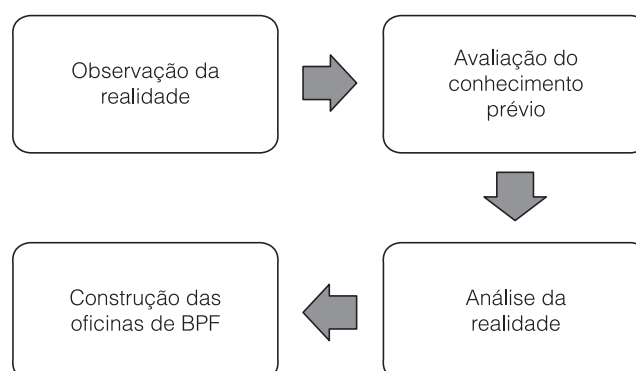 Observação da
realidade
Avaliação do
conhecimento
prévio
Análise da
realidade
Construção das
oficinas de BPF